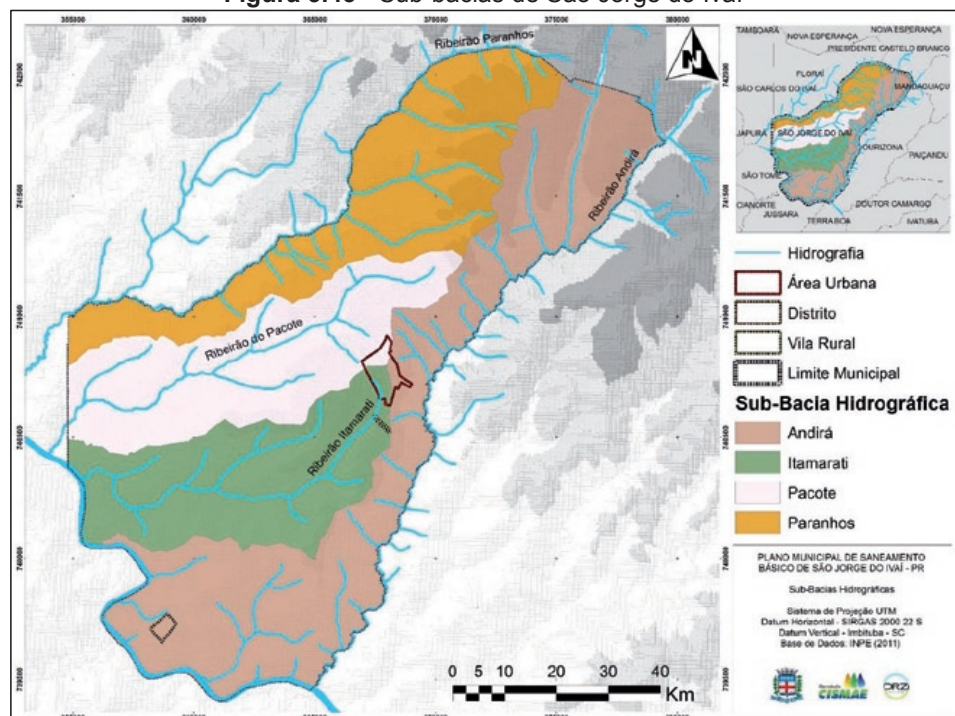 Figura 3.13 - Sub-bacias de São Jorge do Ivaí
Ribeirão Paranhos
N
Ribeirão Andirá
Ribeirão do Pacote
Ribeirão Itamarati
0 5 10 20 30 40
Km
TAMBOARA
NOVA ESPERANÇA
NOVA ESPERANÇA
PRESIDENTE CASTELO BRANCO
FLORAÍ
MANDAGUAÇU
SÃO CARLOS DO IVAÍ
JAPURÁ
SÃO JORGE DO IVAÍ
OURIZONA
PAIÇANDU
SÃO TOMÉ
CIANORTE
DOUTOR CAMARGO
JUSSARA
TERRA BOA
IVATUBA
Hidrografia
Área Urbana
Distrito
Vila Rural
Limite Municipal
Sub-Bacia Hidrográfica
Andirá
Itamarati
Pacote
Paranhos
PLANO MUNICIPAL DE SANEAMENTO
BÁSICO DE SÃO JORGE DO IVAÍ - PR
Sub-Bacias Hidrográficas
Sistema de Projeção UTM
Datum Horizontal - SIRGAS 2000 22 S
Datum Vertical - Imbituba - SC
Base de Dados: INPE (2011)
CISMAE
DRZ